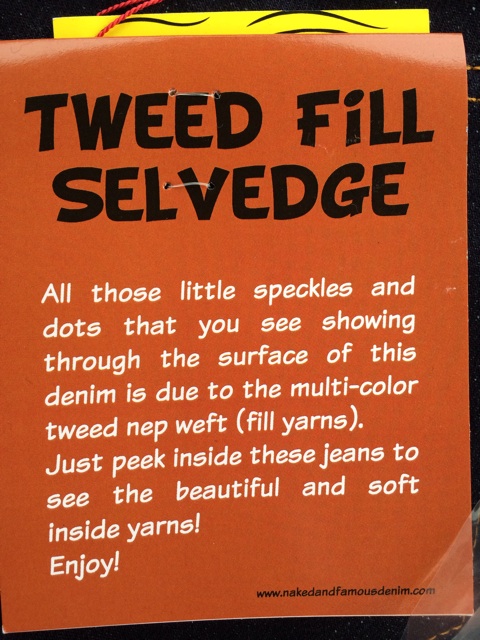 TWEED FiLL
SELVEDGE
All those little speckles and
dots that you see showing
through the surface of this
denim is due to the multi-color
tweed nep weft (fill yarns).
Just peek inside these jeans to
see the beautiful and soft
inside yarns!
Enjoy!
www.nakedandfamousdenim.com